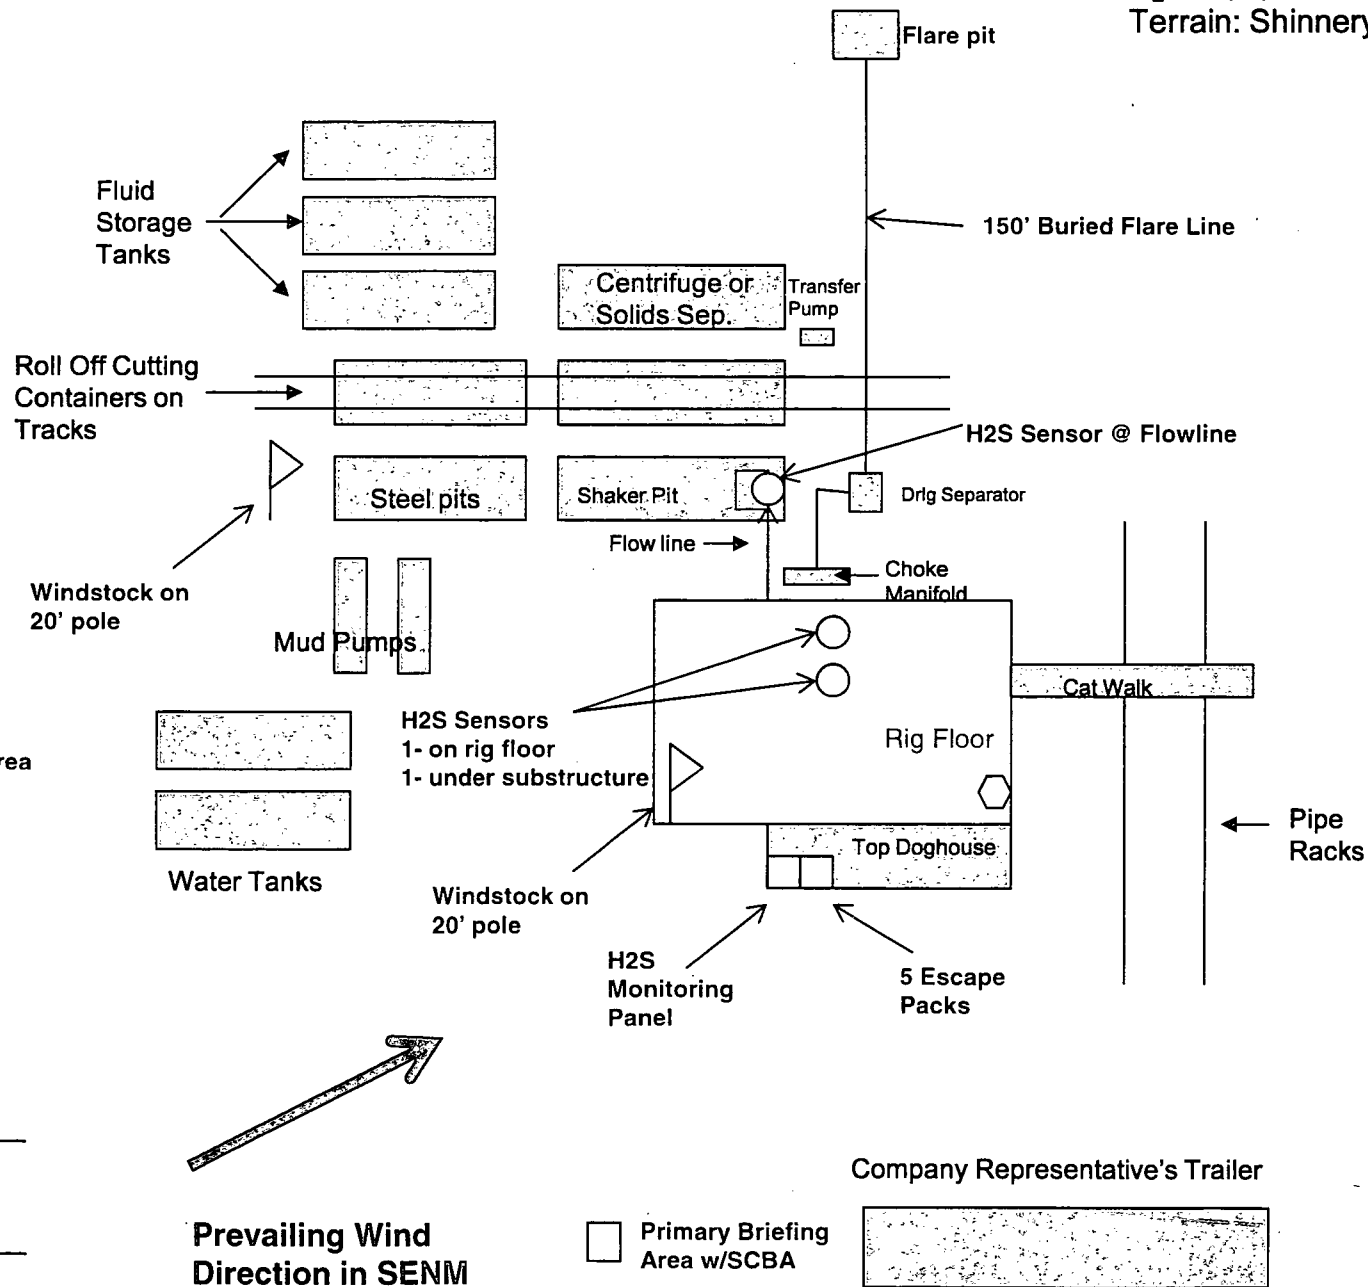 Terrain: Shinnery
Flare pit
Fluid
Storage
Tanks
150' Buried Flare Line
Centrifuge or
Solids Sep.
Transfer
Pump
Roll Off Cutting
Containers on
Tracks
H2S Sensor @ Flowline
Steel pits
Shaker Pit
Drlg Separator
Flow line
Choke
Manifold
Windstock on
20' pole
Mud Pumps
Cat Walk
H2S Sensors
1- on rig floor
1- under substructure
Rig Floor
Pipe
Racks
Top Doghouse
Water Tanks
Windstock on
20' pole
H2S
Monitoring
Panel
5 Escape
Packs
Company Representative's Trailer
Prevailing Wind
Direction in SENM
Primary Briefing
Area w/SCBA